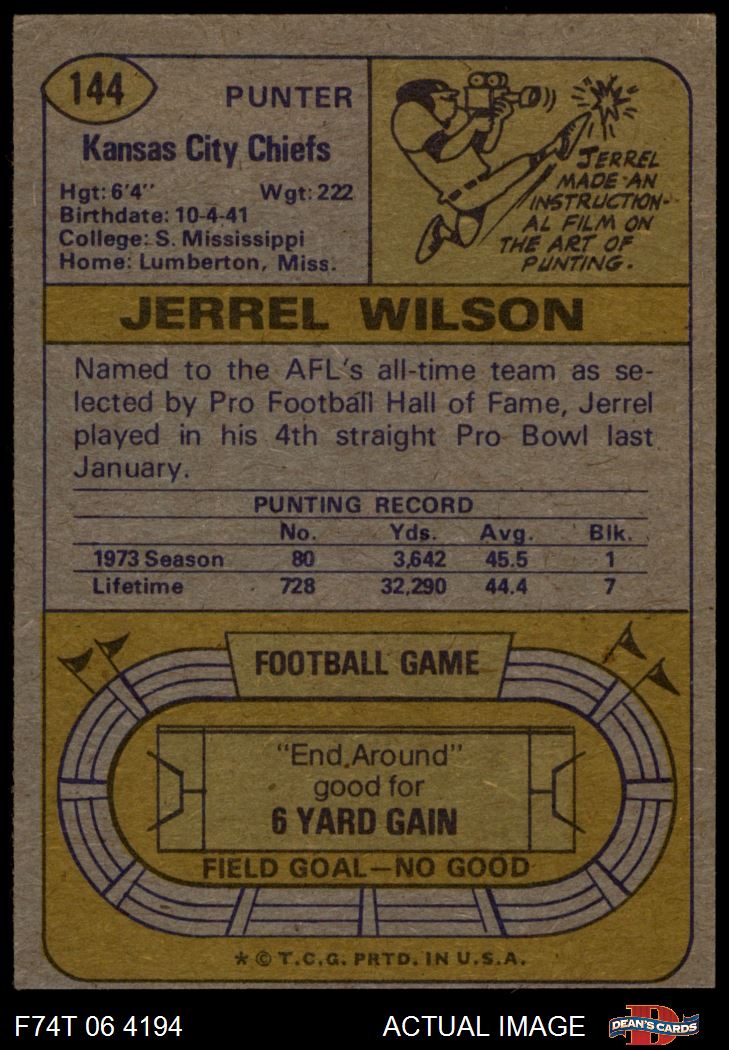 144
PUNTER
Kansas City Chiefs
Hgt: 6'4" Wgt: 222
Birthdate: 10-4-41
College: S. Mississippi
Home: Lumberton, Miss.
JERREL
MADE AN
INSTRUCTION-
AL FILM ON
THE ART OF
PUNTING.
JERREL WILSON
Named to the AFL's all-time team as se-
lected by Pro Football Hall of Fame, Jerrel
played in his 4th straight Pro Bowl last
January.
PUNTING RECORD
No. Yds. Avg. Blk.
1973 Season 80 3,642 45.5 1
Lifetime 728 32,290 44.4 7
FOOTBALL GAME
"End Around"
good for
6 YARD GAIN
FIELD GOAL—NO GOOD
* © T.C.G. PRTD. IN U.S.A.
F74T 06 4194 ACTUAL IMAGE
D
DEAN'S CARDS